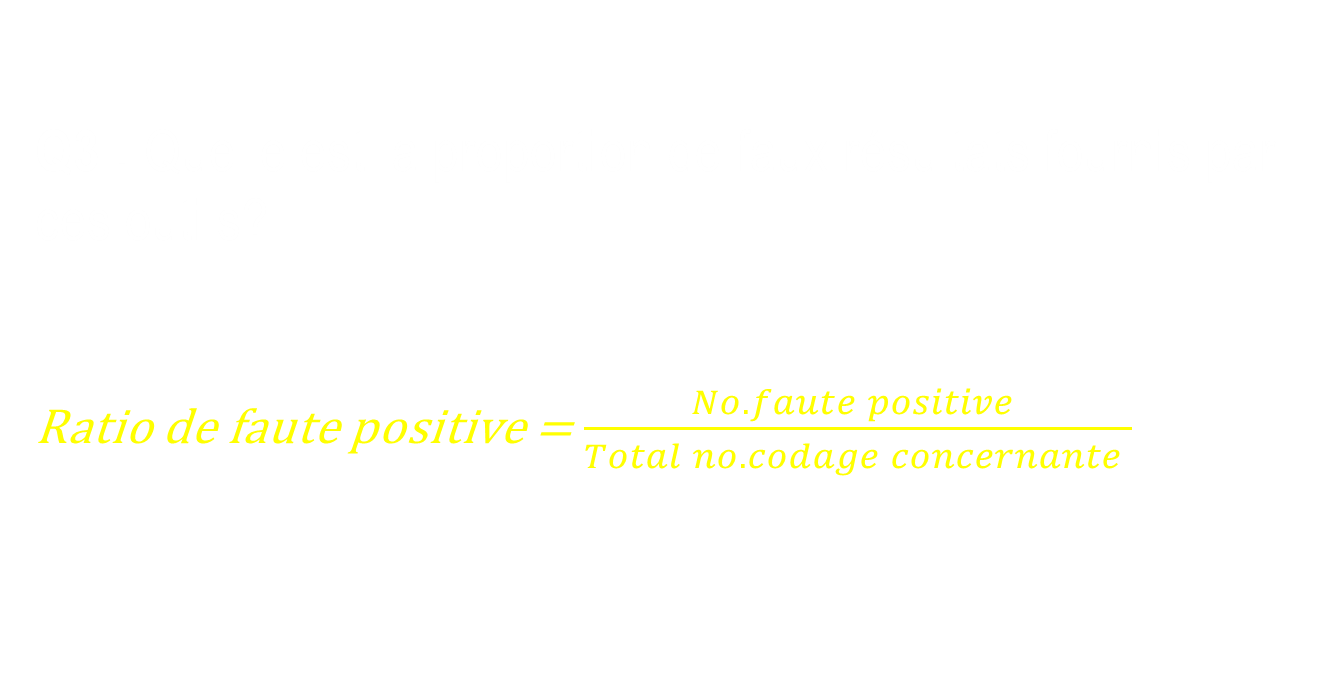 Ratio de faute positive = No.faute positive / Total no.codage concernante